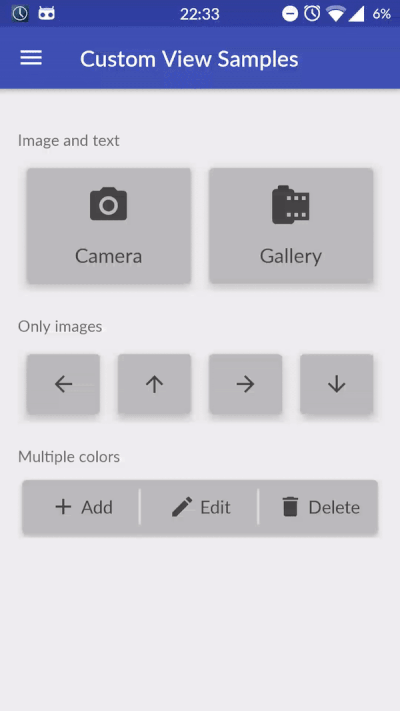 22:33 6%
Custom View Samples
Image and text
Camera Gallery
Only images
Multiple colors
Add Edit Delete